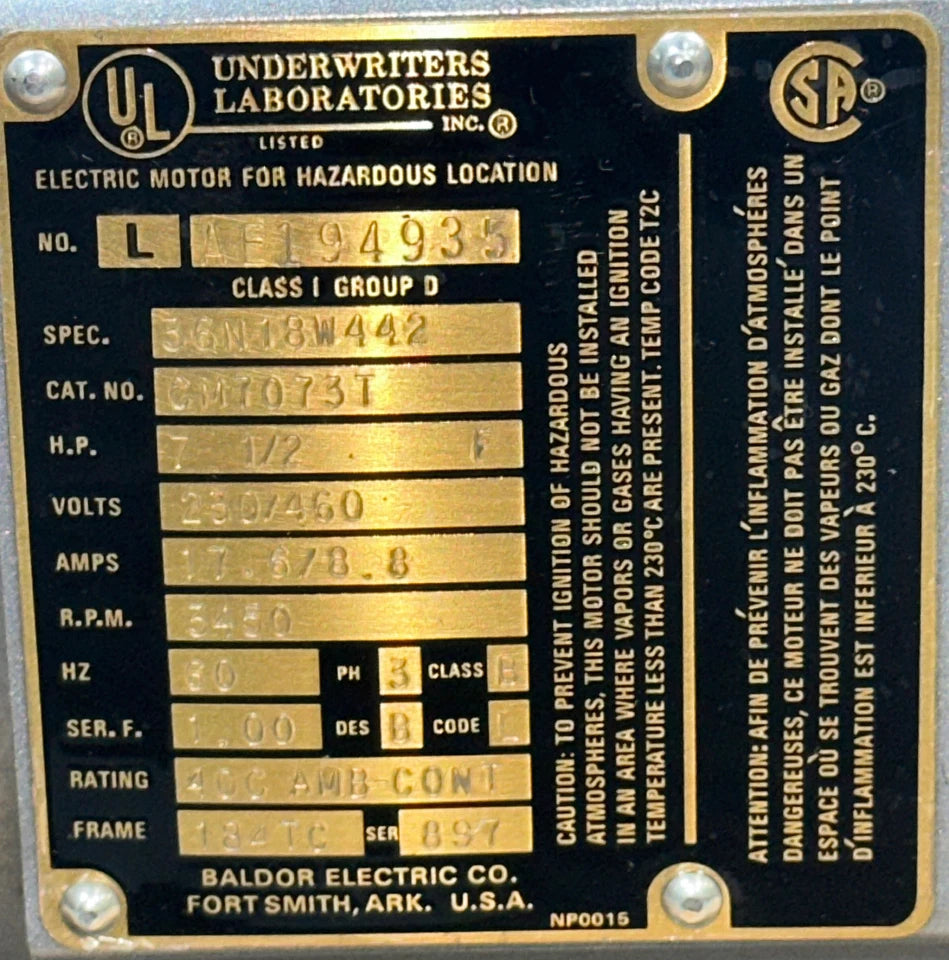 UL ®
UNDERWRITERS
LABORATORIES
INC. ®
LISTED
ELECTRIC MOTOR FOR HAZARDOUS LOCATION
NO. L AF194935
CLASS I GROUP D
SPEC. 36N18W442
CAT. NO. CM7073T
H.P. 7 1/2 F
VOLTS 230/460
AMPS 17.6/8.8
R.P.M. 3450
HZ 60 PH 3 CLASS B
SER. F. 1.00 DES B CODE L
RATING 40C AMB-CONT
FRAME 184TC SER 897
BALDOR ELECTRIC CO.
FORT SMITH, ARK. U.S.A.
NP0015
CAUTION: TO PREVENT IGNITION OF HAZARDOUS
ATMOSPHERES, THIS MOTOR SHOULD NOT BE INSTALLED
IN AN AREA WHERE VAPORS OR GASES HAVING AN IGNITION
TEMPERATURE LESS THAN 230°C ARE PRESENT. TEMP CODE T2C
SA ®
ATTENTION: AFIN DE PRÉVENIR L'INFLAMMATION D'ATMOSPHÉRES
DANGEREUSES, CE MOTEUR NE DOIT PAS ÊTRE INSTALLE' DANS UN
ESPACE OÙ SE TROUVENT DES VAPEURS OU GAZ DONT LE POINT
D'INFLAMMATION EST INFERIEUR À 230° C.